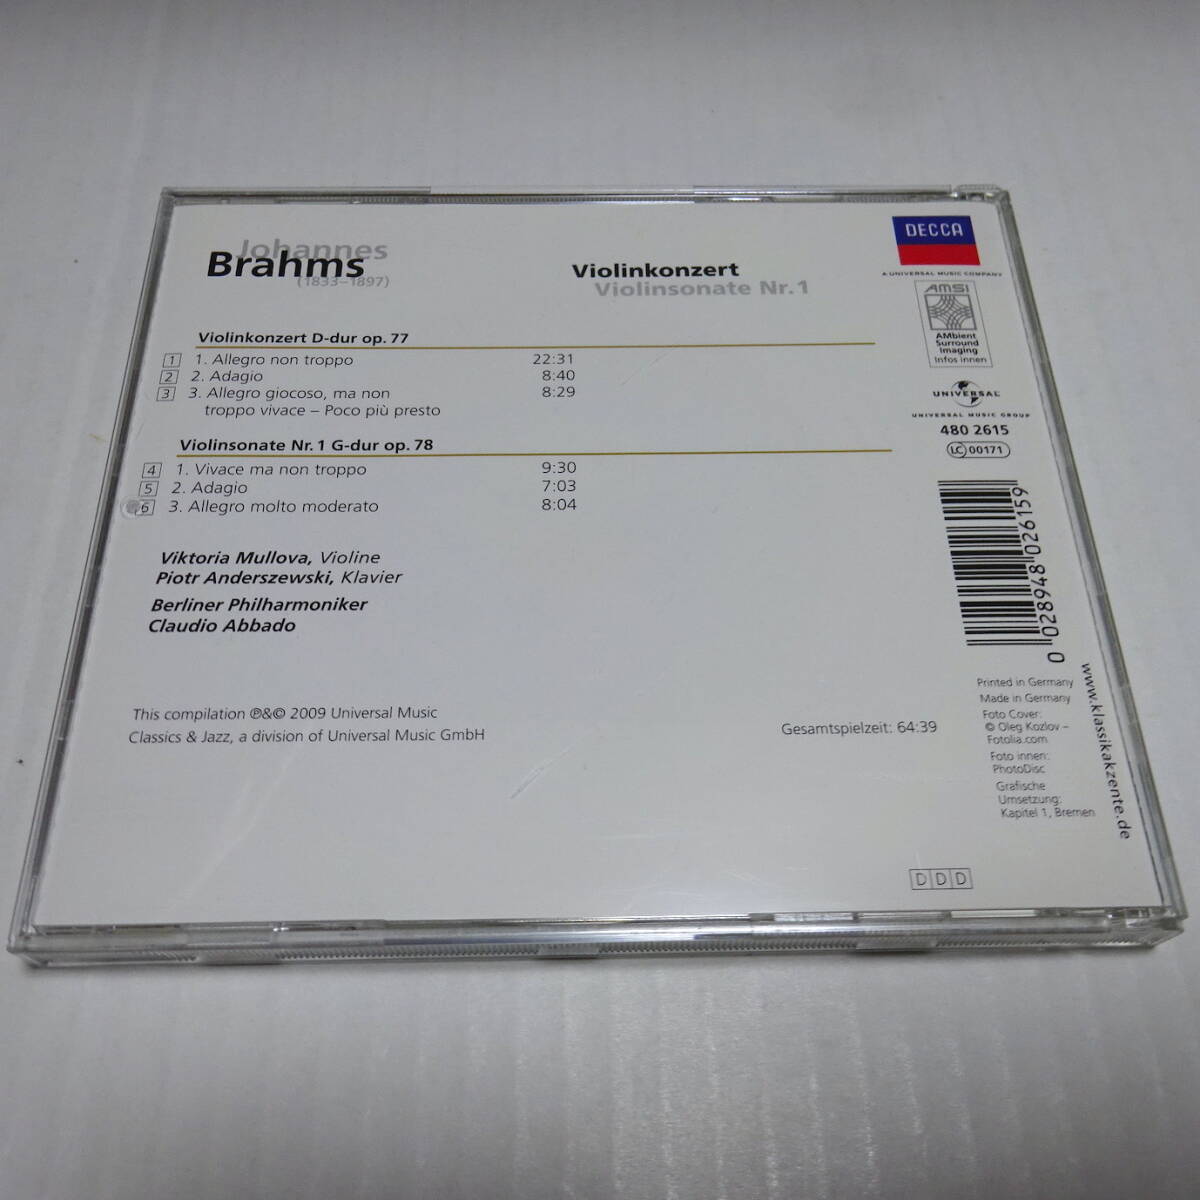 Johannes
Brahms
(1833–1897)
Violinkonzert
Violinsonate Nr. 1
Violinkonzert D-dur op. 77
1 1. Allegro non troppo 22:31
2 2. Adagio 8:40
3 3. Allegro giocoso, ma non 8:29
troppo vivace – Poco più presto
Violinsonate Nr. 1 G-dur op. 78
4 1. Vivace ma non troppo 9:30
5 2. Adagio 7:03
6 3. Allegro molto moderato 8:04
Viktoria Mullova, Violine
Piotr Anderszewski, Klavier
Berliner Philharmoniker
Claudio Abbado
This compilation ℗&© 2009 Universal Music
Classics & Jazz, a division of Universal Music GmbH
Gesamtspielzeit: 64:39
DECCA
A UNIVERSAL MUSIC COMPANY
AMSI
AMbient
Surround
Imaging
Infos innen
UNIVERSAL
UNIVERSAL MUSIC GROUP
480 2615
LC 00171
0 028948 026159
Printed in Germany
Made in Germany
Foto Cover:
© Oleg Kozlov –
Fotolia.com
Foto innen:
PhotoDisc
Grafische
Umsetzung:
Kapitel 1, Bremen
www.klassikakzente.de
DDD